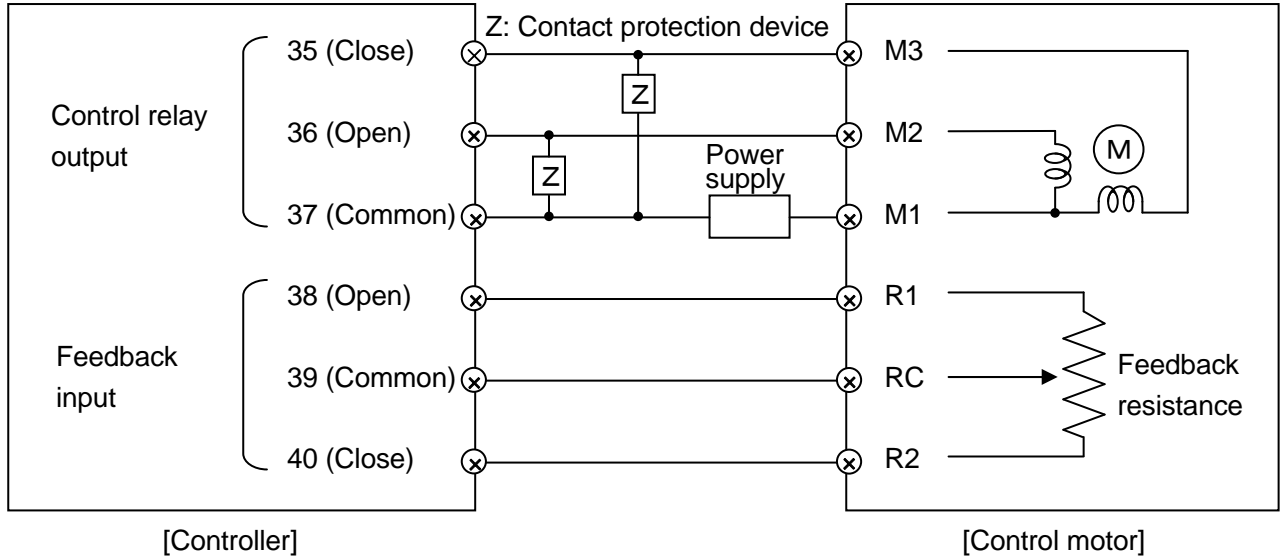 Z: Contact protection device
35 (Close)
M3
Z
Control relay
output
36 (Open)
M2
M
Z
Power
supply
37 (Common)
M1
38 (Open)
R1
Feedback
input
39 (Common)
RC
Feedback
resistance
40 (Close)
R2
[Controller]
[Control motor]